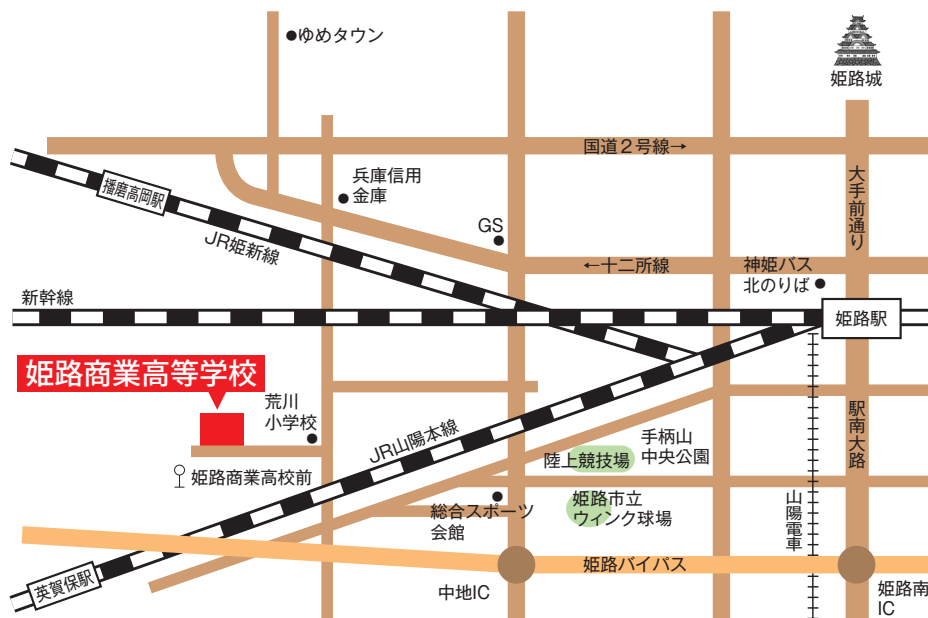 ゆめタウン
姫路城
国道2号線→
兵庫信用
金庫
播磨高岡駅
大手前通り
GS
JR姫新線
←十二所線
神姫バス
北のりば
新幹線
姫路駅
姫路商業高等学校
荒川
小学校
駅南大路
手柄山
中央公園
JR山陽本線
陸上競技場
姫路商業高校前
総合スポーツ
会館
姫路市立
ウィンク球場
山陽電車
姫路バイパス
英賀保駅
中地IC
姫路南
IC